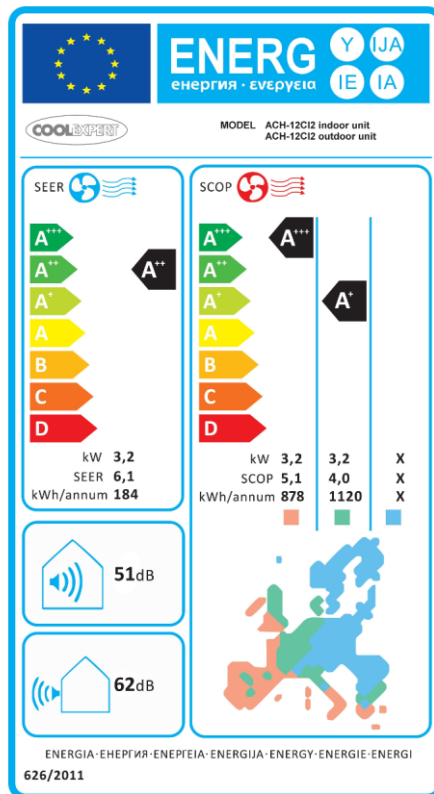 ENERG
енергия · ενεργεια
Y IJA
IE IA
COOLEXPERT
MODEL ACH-12CI2 indoor unit
ACH-12CI2 outdoor unit
SEER
A+++
A++
A+
A
B
C
D
A++
kW 3,2
SEER 6,1
kWh/annum 184
SCOP
A+++
A++
A+
A
B
C
D
A+++
A+
kW 3,2 3,2 X
SCOP 5,1 4,0 X
kWh/annum 878 1120 X
51dB
62dB
ENERGIA·ЕНЕРГИЯ·ΕΝΕΡΓΕΙΑ·ENERGIJA·ENERGY·ENERGIE·ENERGI
626/2011